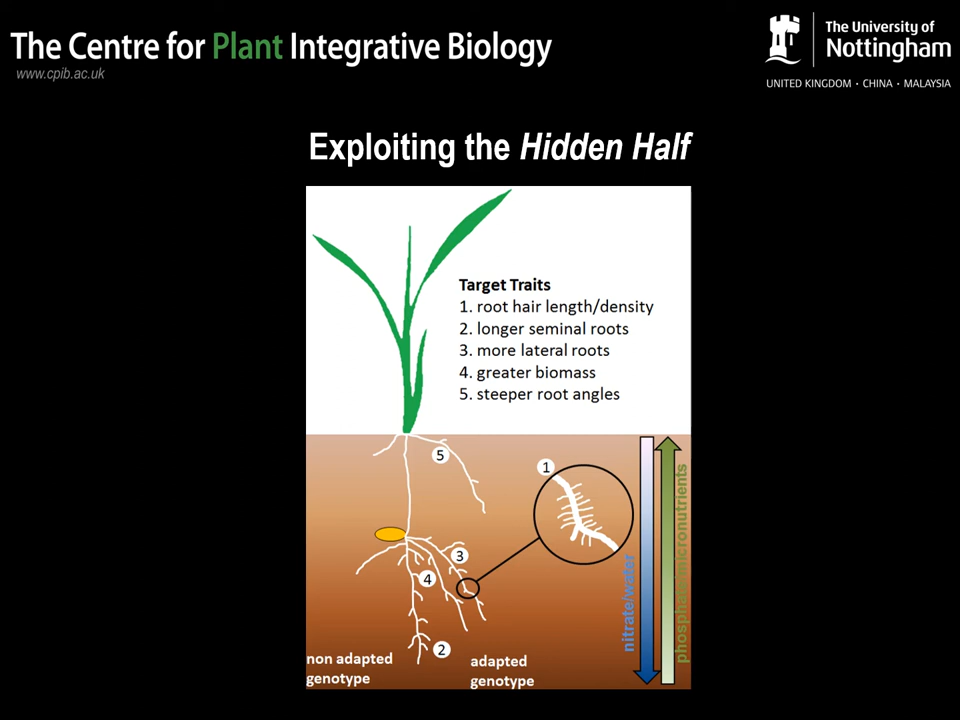 The Centre for Plant Integrative Biology
www.cpib.ac.uk
The University of
Nottingham
UNITED KINGDOM · CHINA · MALAYSIA
Exploiting the Hidden Half
Target Traits
1. root hair length/density
2. longer seminal roots
3. more lateral roots
4. greater biomass
5. steeper root angles
5
1
3
4
2
nitrate/water
phosphate/micronutrients
non adapted
genotype
adapted
genotype